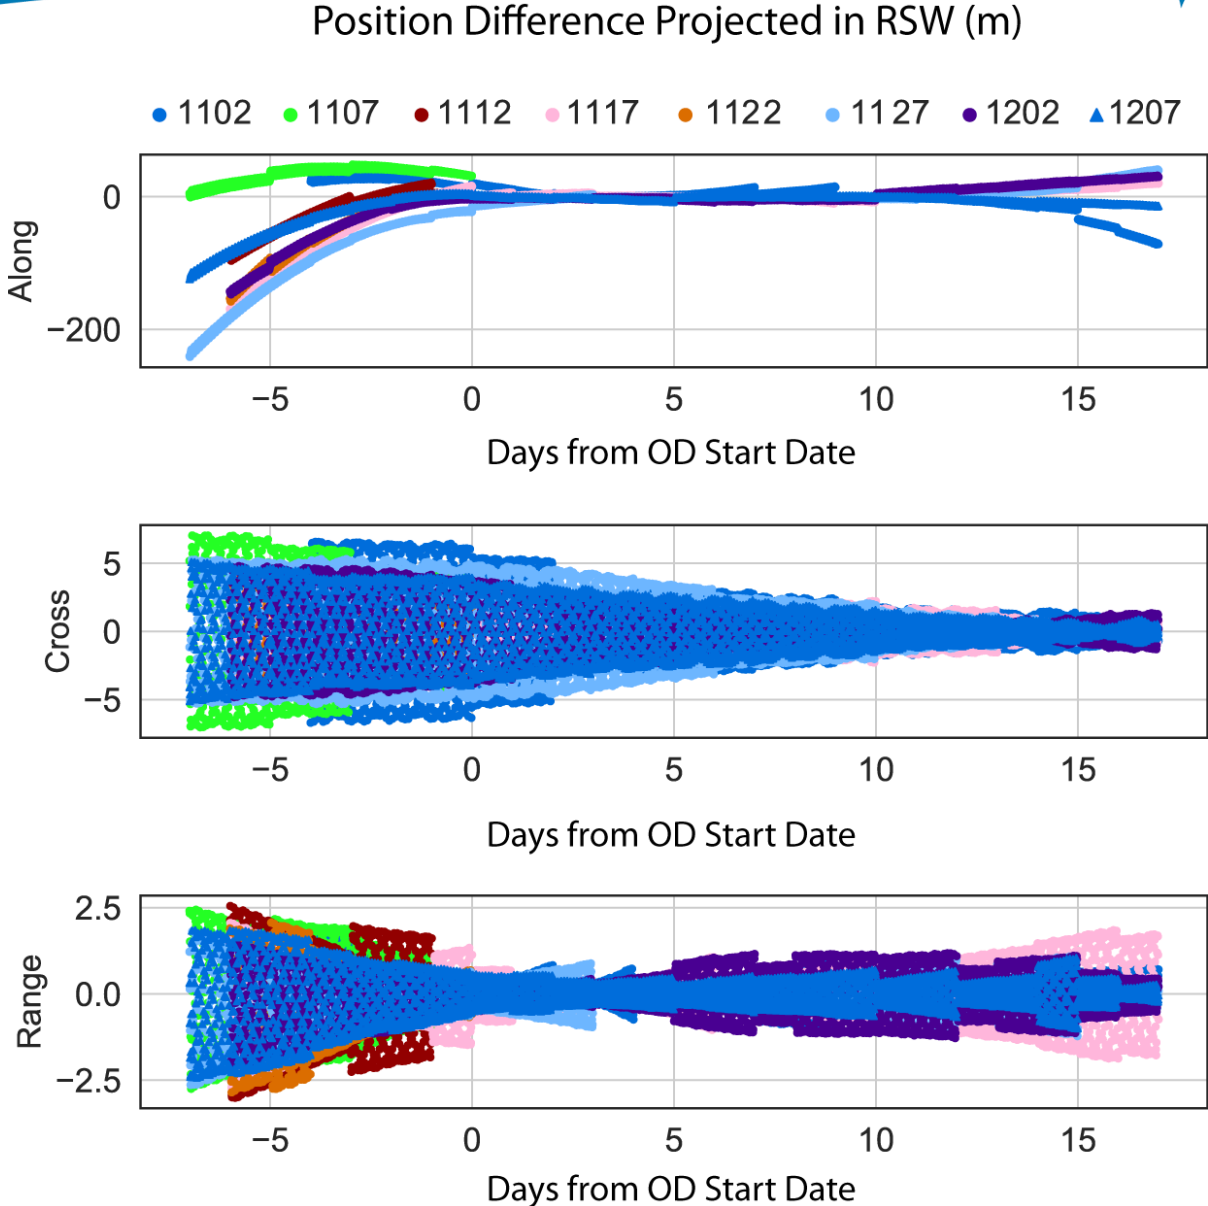 Position Difference Projected in RSW (m)
1102 1107 1112 1117 1122 1127 1202 1207
Along
0
−200
−5 0 5 10 15
Days from OD Start Date
Cross
5
0
−5
−5 0 5 10 15
Days from OD Start Date
Range
2.5
0.0
−2.5
−5 0 5 10 15
Days from OD Start Date